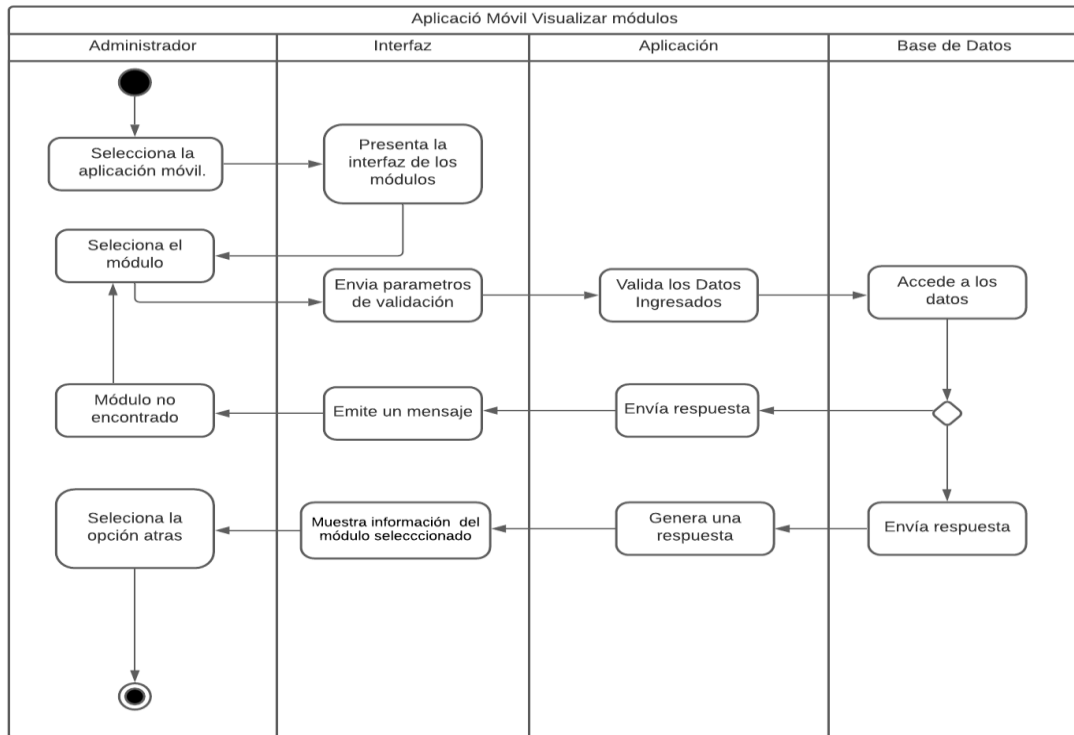 Aplicació Móvil Visualizar módulos
Administrador
Interfaz
Aplicación
Base de Datos
Selecciona la
aplicación móvil.
Presenta la
interfaz de los
módulos
Seleciona el
módulo
Envia parametros
de validación
Valida los Datos
Ingresados
Accede a los
datos
Módulo no
encontrado
Emite un mensaje
Envía respuesta
Seleciona la
opción atras
Muestra información del
módulo selecccionado
Genera una
respuesta
Envía respuesta